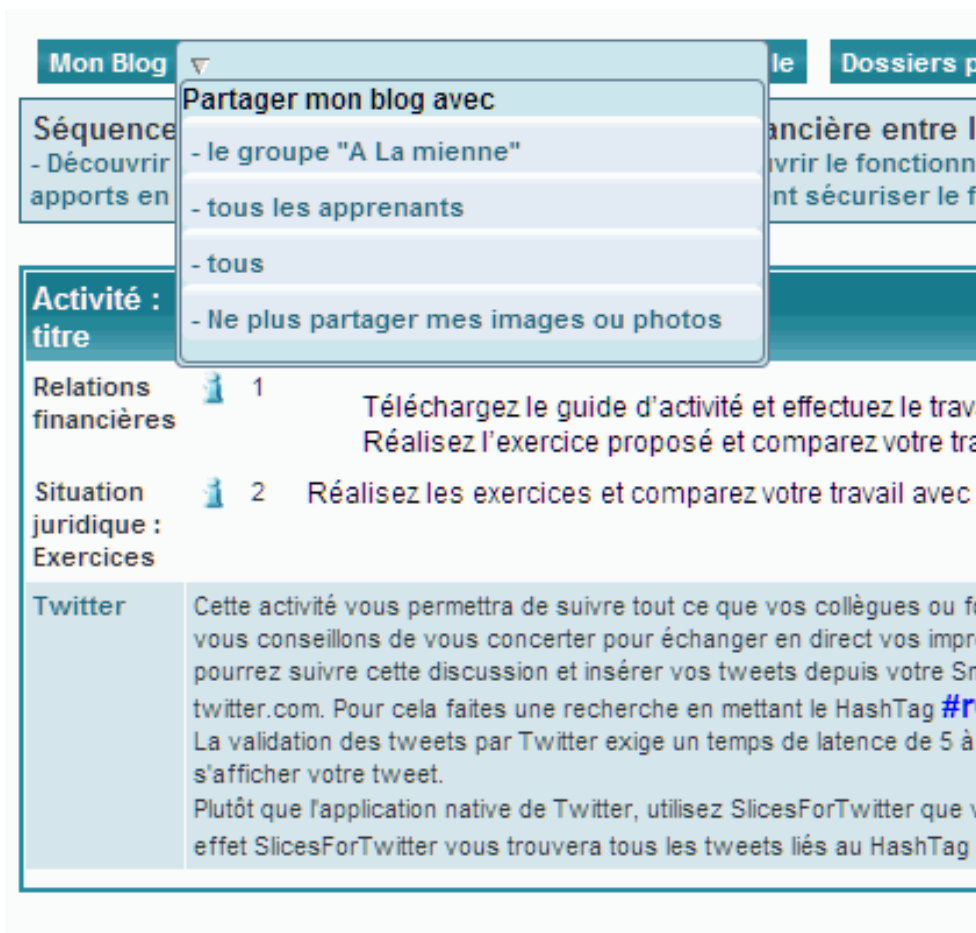 Mon Blog
le
Dossiers
Partager mon blog avec
- le groupe "A La mienne"
- tous les apprenants
- tous
- Ne plus partager mes images ou photos
Séquence
entre
- Découvrir
le
apports en
sécuriser le
Activité :
titre
Relations
financières
1
Téléchargez le guide d'activité et effectuez le
Réalisez l'exercice proposé et comparez votre
Situation
juridique :
Exercices
2
Réalisez les exercices et comparez votre travail avec
Twitter
Cette activité vous permettra de suivre tout ce que vos collègues ou
vous conseillons de vous concerter pour échanger en direct vos
pourrez suivre cette discussion et insérer vos tweets depuis votre
twitter.com. Pour cela faites une recherche en mettant le HashTag
La validation des tweets par Twitter exige un temps de latence de 5 à
s'afficher votre tweet.
Plutôt que l'application native de Twitter, utilisez SlicesForTwitter que
effet SlicesForTwitter vous trouvera tous les tweets liés au HashTag